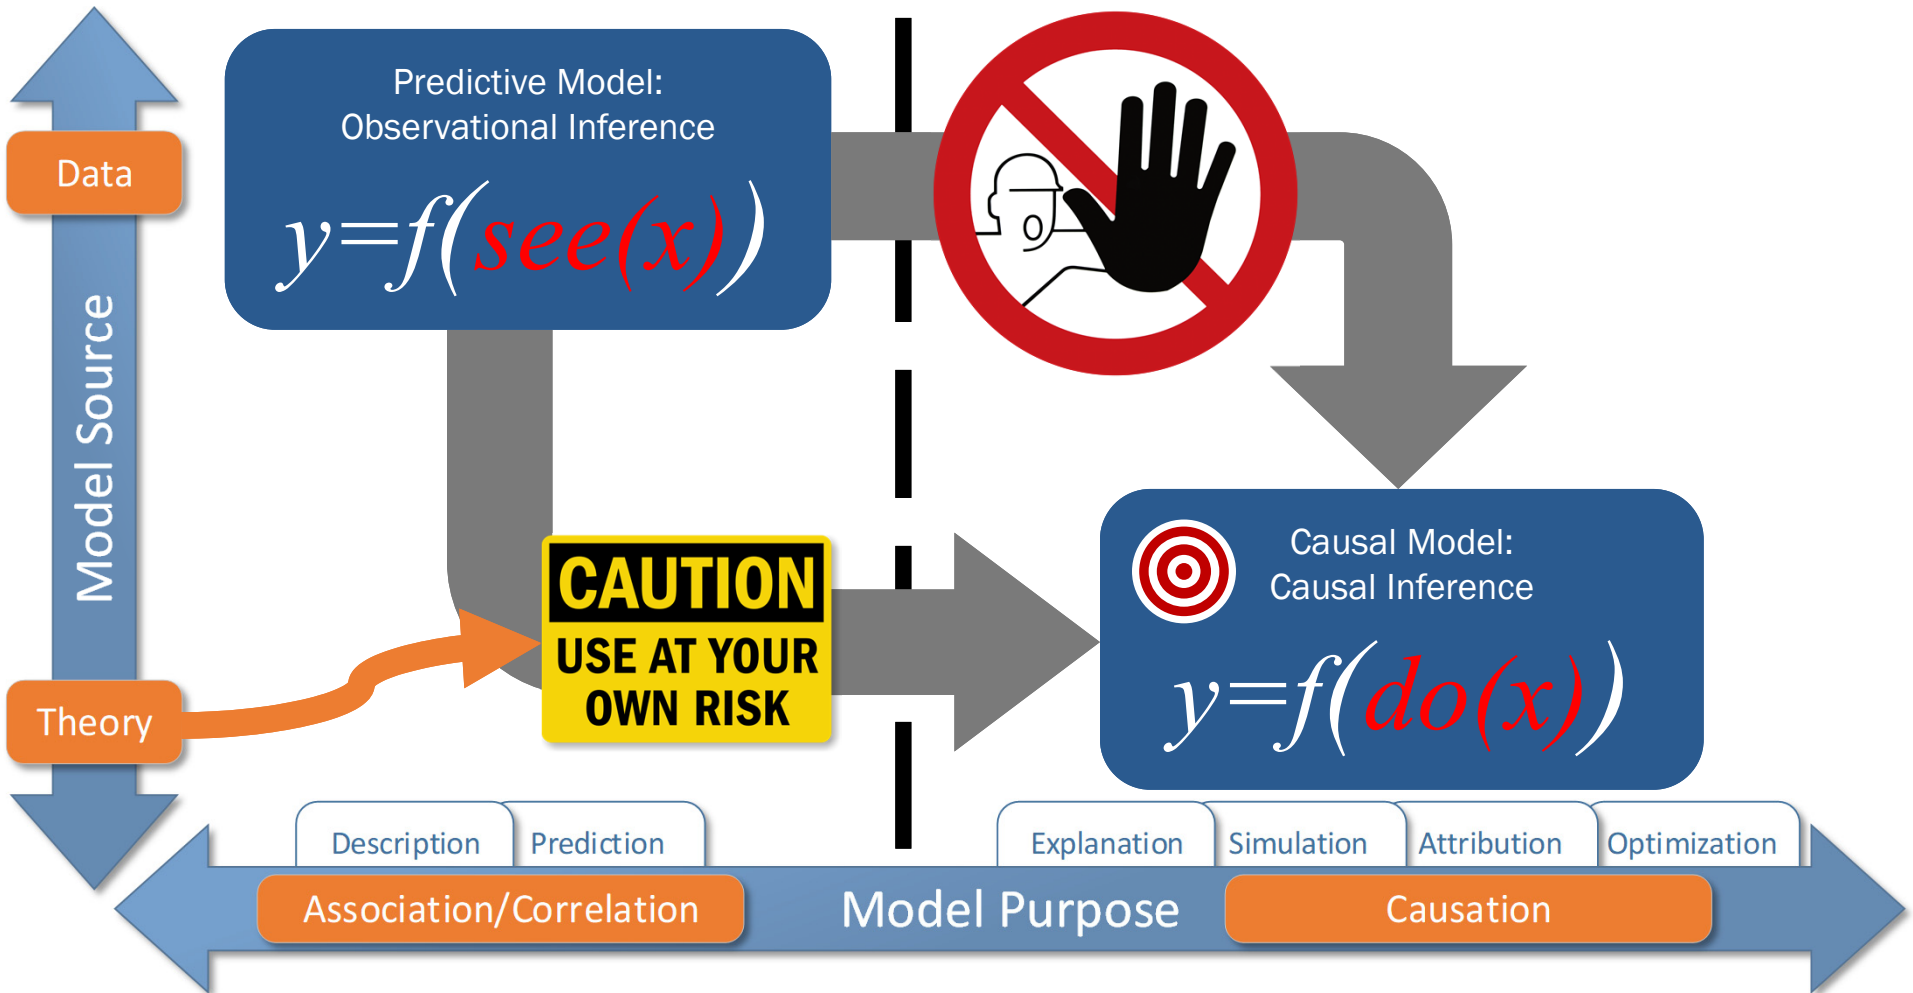 Predictive Model:
Observational Inference
y=f(see(x))
Data
Model Source
Theory
CAUTION
USE AT YOUR
OWN RISK
Causal Model:
Causal Inference
y=f(do(x))
Description
Prediction
Explanation
Simulation
Attribution
Optimization
Association/Correlation
Model Purpose
Causation